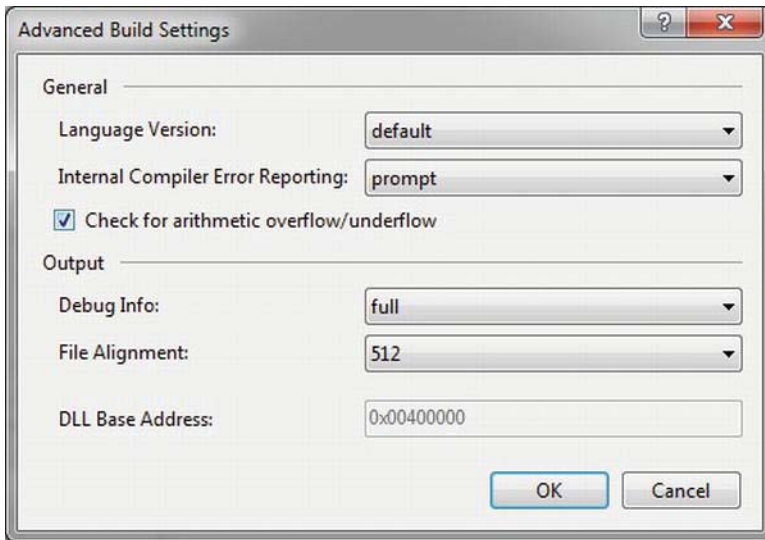 Advanced Build Settings
?
General
Language Version: default
Internal Compiler Error Reporting: prompt
Check for arithmetic overflow/underflow
Output
Debug Info: full
File Alignment: 512
DLL Base Address: 0x00400000
OK Cancel